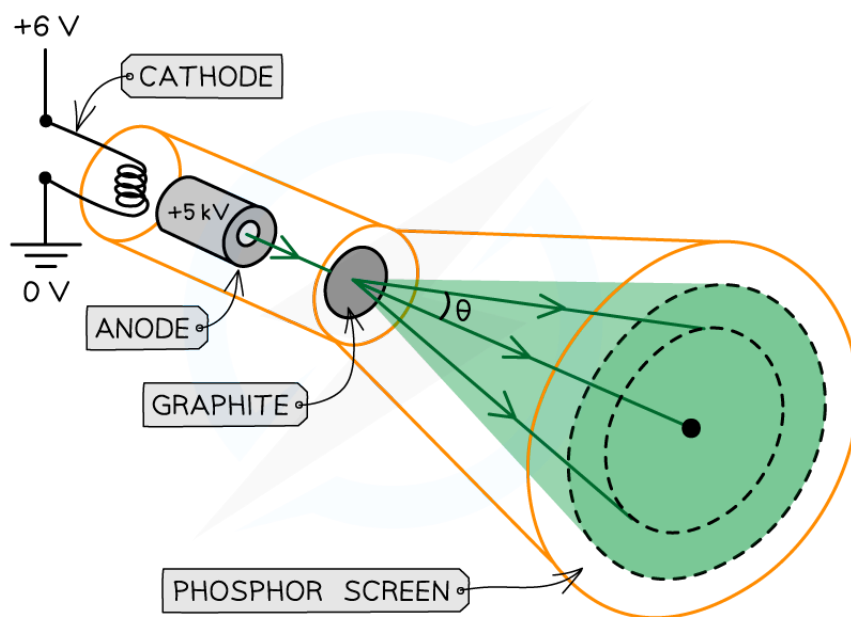 +6 V
CATHODE
+5 kV
0 V
ANODE
θ
GRAPHITE
PHOSPHOR SCREEN